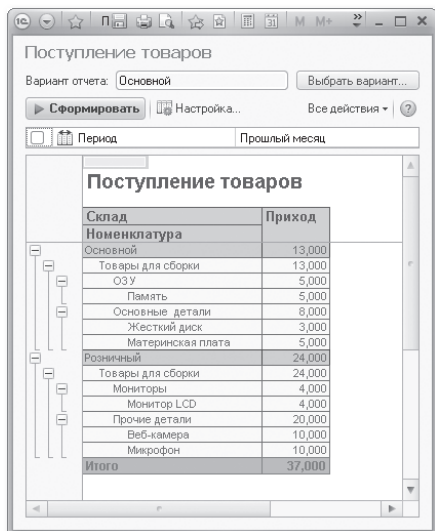 1С П М M+
Поступление товаров
Вариант отчета: Основной Выбрать вариант...
Сформировать Настройка... Все действия ?
Период Прошлый месяц
Поступление товаров
Склад Приход
Номенклатура
Основной 13,000
Товары для сборки 13,000
ОЗУ 5,000
Память 5,000
Основные детали 8,000
Жесткий диск 3,000
Материнская плата 5,000
Розничный 24,000
Товары для сборки 24,000
Мониторы 4,000
Монитор LCD 4,000
Прочие детали 20,000
Веб-камера 10,000
Микрофон 10,000
Итого 37,000